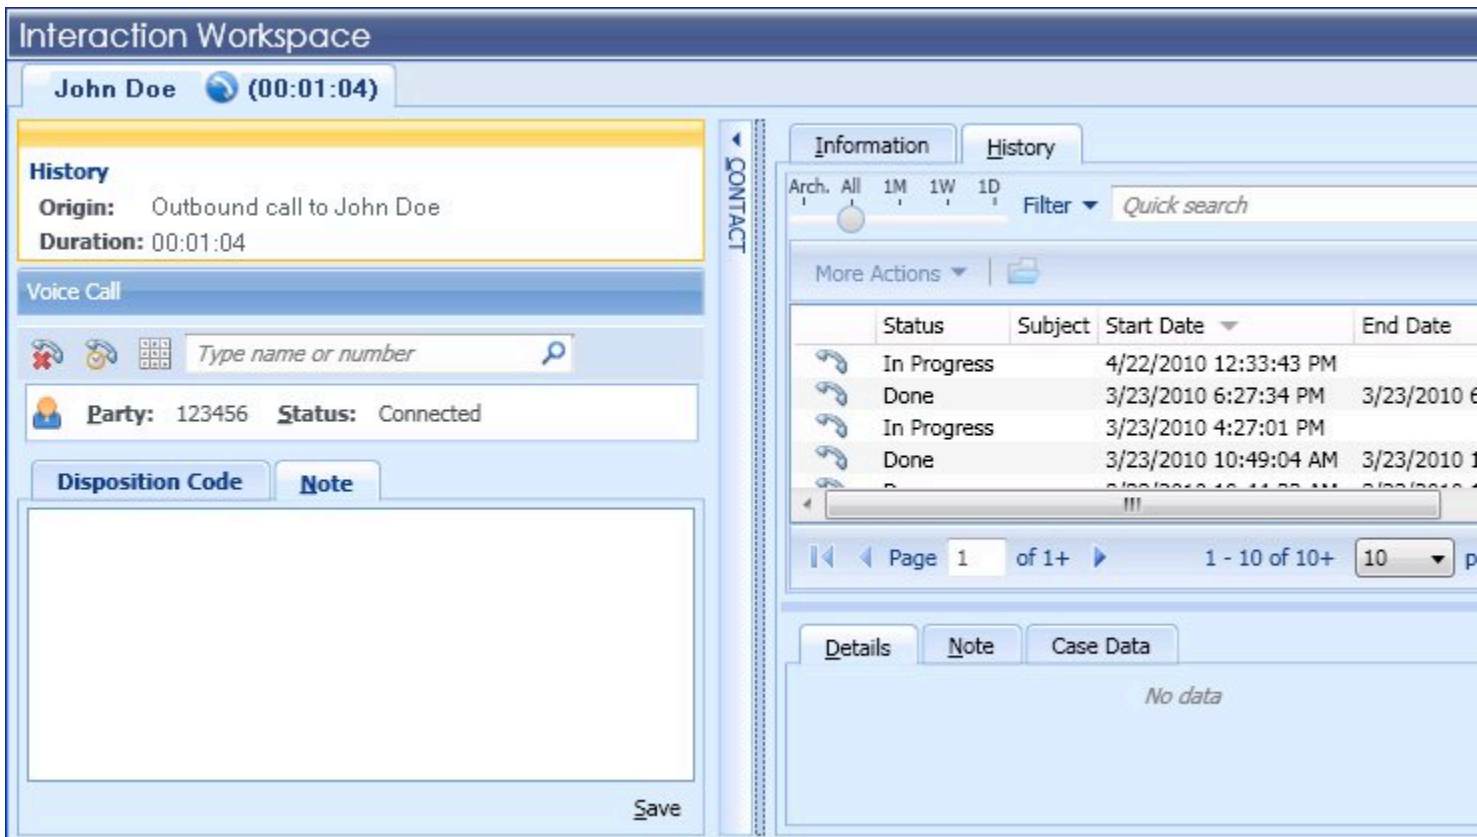 Interaction Workspace
John Doe (00:01:04)
History
Origin: Outbound call to John Doe
Duration: 00:01:04
Voice Call
Type name or number
Party: 123456 Status: Connected
Disposition Code Note
Save
CONTACT
Information History
Arch. All 1M 1W 1D Filter Quick search
More Actions
Status Subject Start Date End Date
In Progress 4/22/2010 12:33:43 PM
Done 3/23/2010 6:27:34 PM 3/23/2010 6
In Progress 3/23/2010 4:27:01 PM
Done 3/23/2010 10:49:04 AM 3/23/2010 1
Page 1 of 1+ 1 - 10 of 10+ 10 p
Details Note Case Data
No data